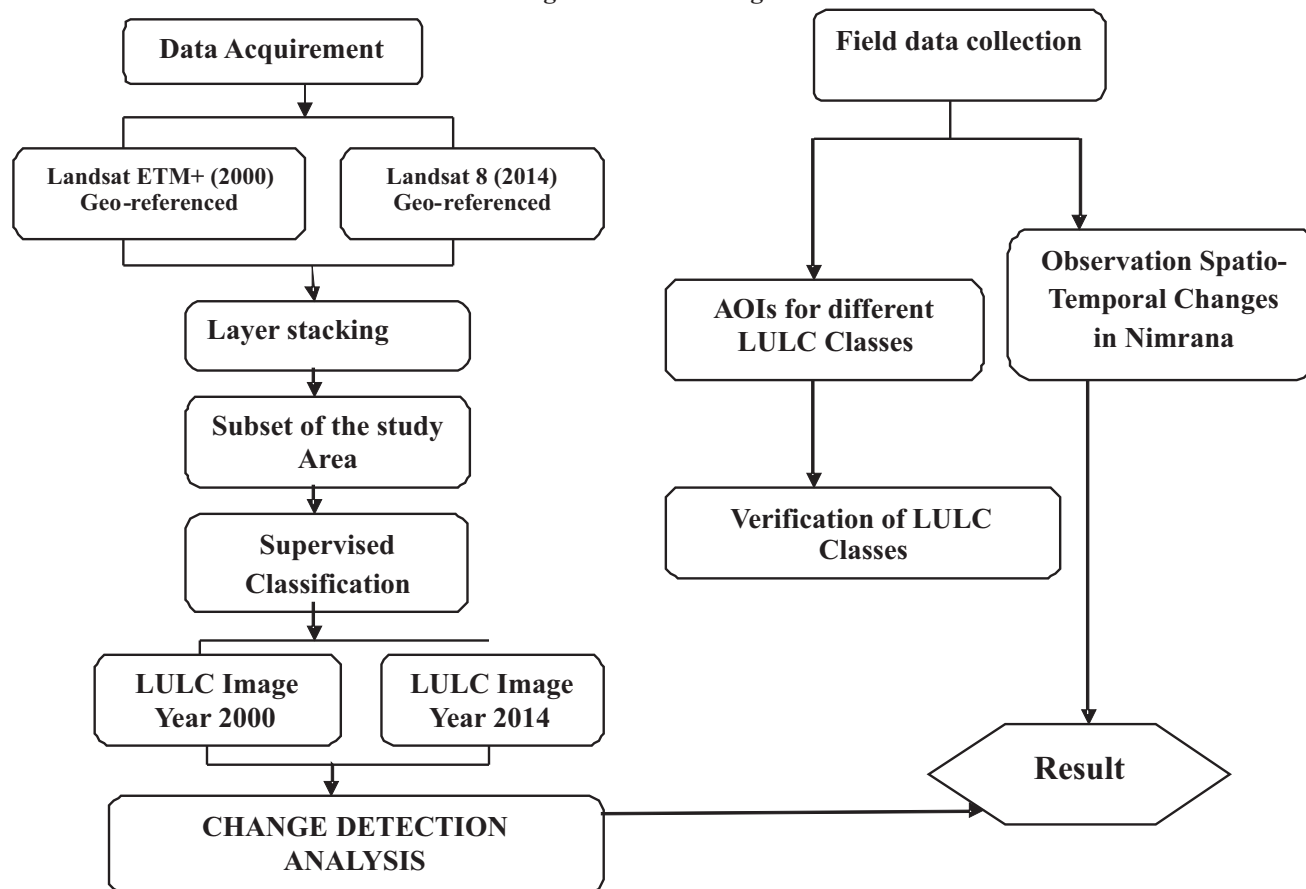 Data Acquirement
Landsat ETM+ (2000)
Geo-referenced
Landsat 8 (2014)
Geo-referenced
Layer stacking
Subset of the study
Area
Supervised
Classification
LULC Image
Year 2000
LULC Image
Year 2014
CHANGE DETECTION
ANALYSIS
Field data collection
AOIs for different
LULC Classes
Observation Spatio-
Temporal Changes
in Nimrana
Verification of LULC
Classes
Result